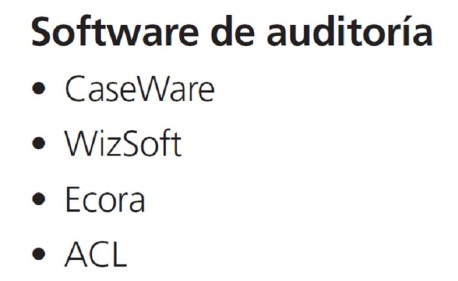 Software de auditoría
• CaseWare
• WizSoft
• Ecora
• ACL